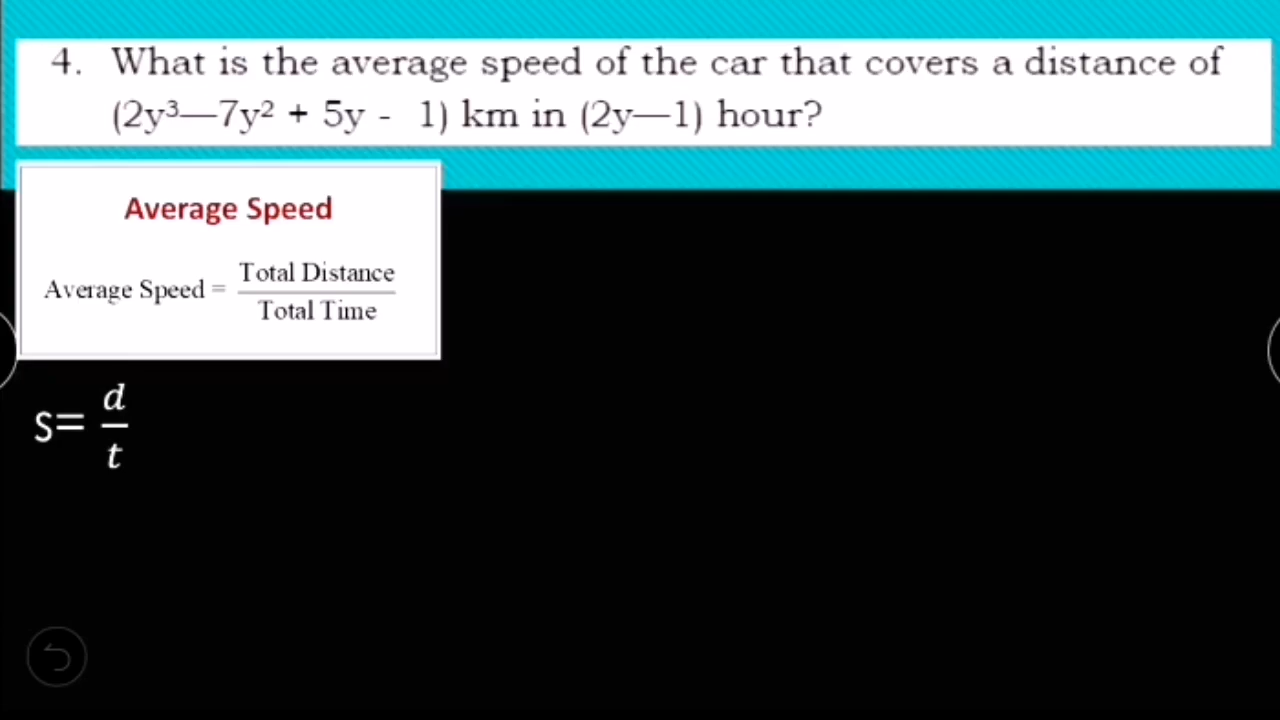 4. What is the average speed of the car that covers a distance of
(2y³—7y² + 5y - 1) km in (2y—1) hour?
Average Speed
Average Speed = Total Distance
Total Time
s= d
t